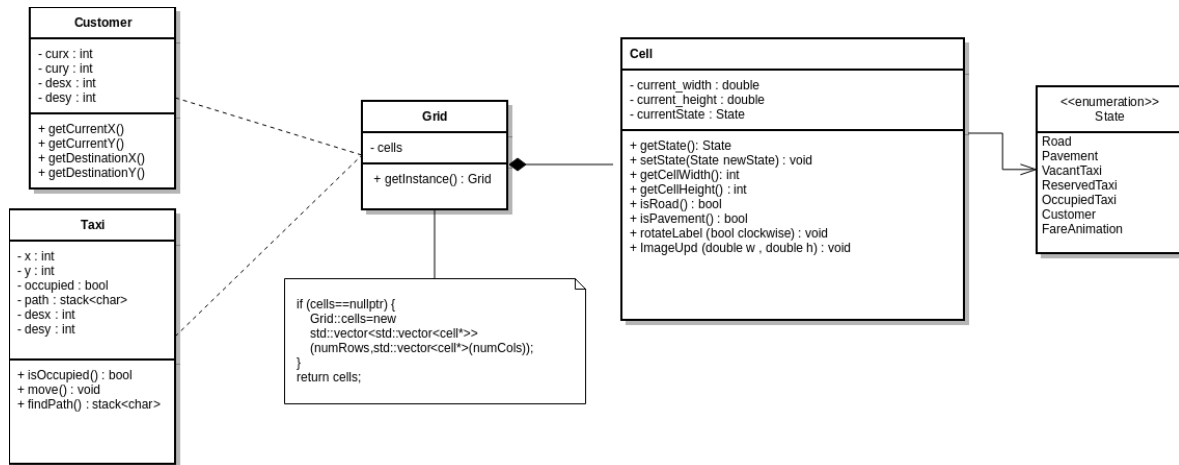 Customer
- curx : int
- cury : int
- desx : int
- desy : int
+ getCurrentX()
+ getCurrentY()
+ getDestinationX()
+ getDestinationY()
Taxi
- x : int
- y : int
- occupied : bool
- path : stack<char>
- desx : int
- desy : int
+ isOccupied() : bool
+ move() : void
+ findPath() : stack<char>
Grid
- cells
+ getInstance() : Grid
if (cells==nullptr) {
Grid::cells=new
std::vector<std::vector<cell*>>
(numRows,std::vector<cell*>(numCols));
}
return cells;
Cell
- current_width : double
- current_height : double
- currentState : State
+ getState(): State
+ setState(State newState) : void
+ getCellWidth(): int
+ getCellHeight() : int
+ isRoad() : bool
+ isPavement() : bool
+ rotateLabel (bool clockwise) : void
+ ImageUpd (double w , double h) : void
<<enumeration>>
State
Road
Pavement
VacantTaxi
ReservedTaxi
OccupiedTaxi
Customer
FareAnimation